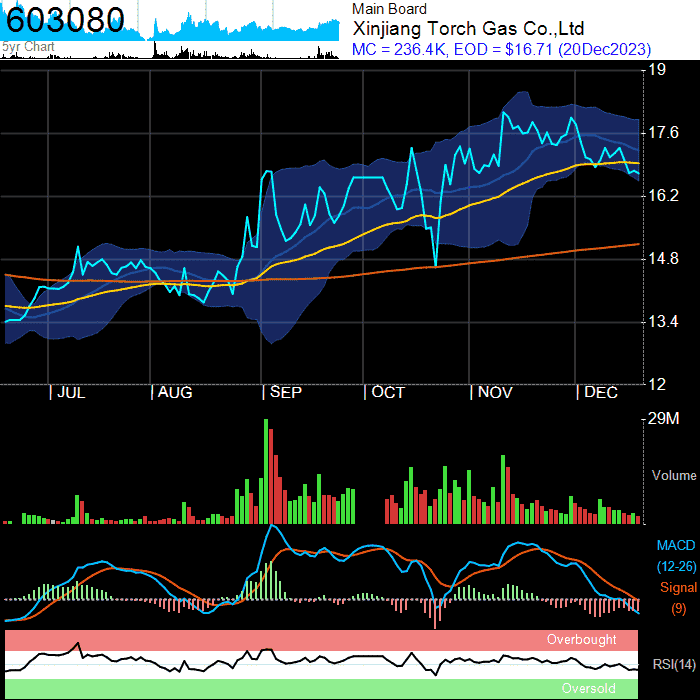 603080
5yr Chart
Main Board
Xinjiang Torch Gas Co.,Ltd
MC = 236.4K, EOD = $16.71 (20Dec2023)
19
17.6
16.2
14.8
13.4
12
JUL AUG SEP OCT NOV DEC
29M
Volume
MACD
(12-26)
Signal
(9)
Overbought
RSI(14)
Oversold